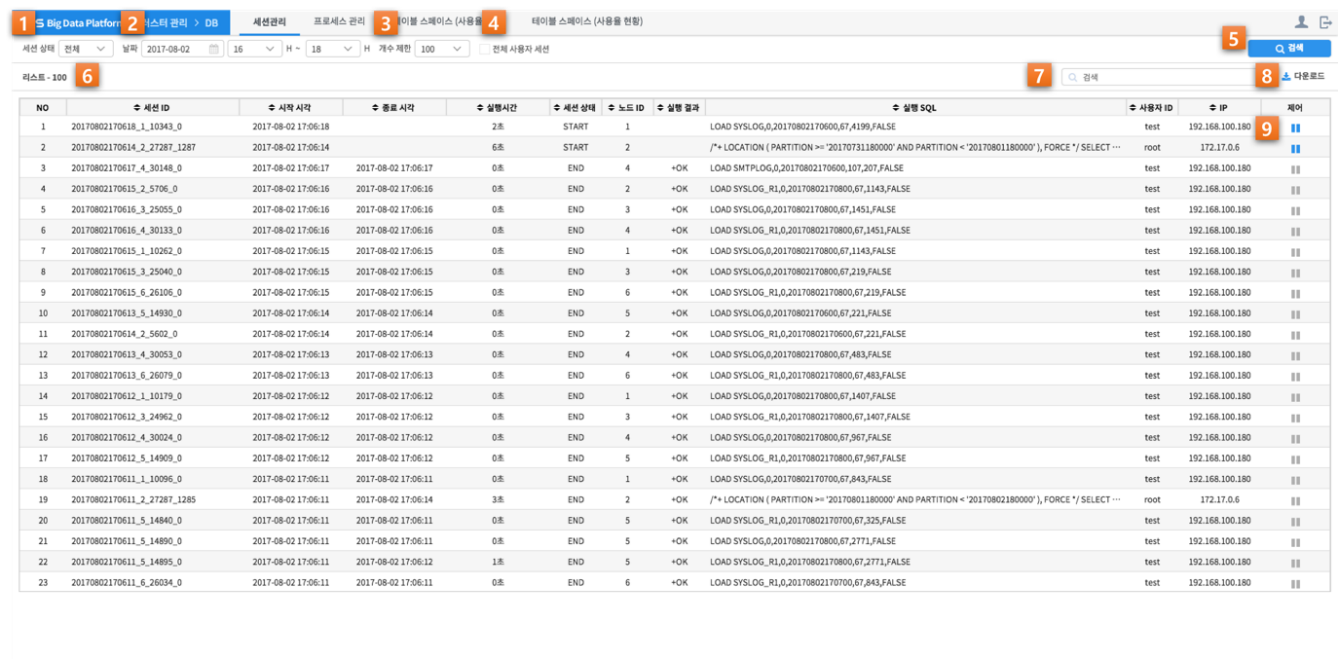 1 2 3 4
S Big Data Platform 리스터 관리 > DB 세션관리 프로세스 관리 이블 스페이스 (사용율 테이블 스페이스 (사용율 현황)
세션 상태 전체 날짜 2017-08-02 16 H ~ 18 H 개수 제한 100 전체 사용자 세션 5 검색
리스트 - 100 6 7 검색 8 다운로드
NO 세션 ID 시작 시각 종료 시각 실행시간 세션 상태 노드 ID 실행 결과 실행 SQL 사용자 ID IP 제어
1 20170802170618_1_10343_0 2017-08-02 17:06:18 2초 START 1 LOAD SYSLOG,0,20170802170600,67,4199,FALSE test 192.168.100.180 9
2 20170802170614_2_27287_1287 2017-08-02 17:06:14 6초 START 2 /*+ LOCATION ( PARTITION >= '20170731180000' AND PARTITION < '20170801180000' ), FORCE */ SELECT ··· root 172.17.0.6
3 20170802170617_4_30148_0 2017-08-02 17:06:17 2017-08-02 17:06:17 0초 END 4 +OK LOAD SMTPLOG,0,20170802170600,107,207,FALSE test 192.168.100.180
4 20170802170615_2_5706_0 2017-08-02 17:06:16 2017-08-02 17:06:16 0초 END 2 +OK LOAD SYSLOG_R1,0,20170802170800,67,1143,FALSE test 192.168.100.180
5 20170802170616_3_25055_0 2017-08-02 17:06:16 2017-08-02 17:06:16 0초 END 3 +OK LOAD SYSLOG,0,20170802170800,67,1451,FALSE test 192.168.100.180
6 20170802170616_4_30133_0 2017-08-02 17:06:16 2017-08-02 17:06:16 0초 END 4 +OK LOAD SYSLOG_R1,0,20170802170800,67,1451,FALSE test 192.168.100.180
7 20170802170615_1_10262_0 2017-08-02 17:06:15 2017-08-02 17:06:15 0초 END 1 +OK LOAD SYSLOG,0,20170802170800,67,1143,FALSE test 192.168.100.180
8 20170802170615_3_25040_0 2017-08-02 17:06:15 2017-08-02 17:06:15 0초 END 3 +OK LOAD SYSLOG,0,20170802170800,67,219,FALSE test 192.168.100.180
9 20170802170615_6_26106_0 2017-08-02 17:06:15 2017-08-02 17:06:15 0초 END 6 +OK LOAD SYSLOG_R1,0,20170802170800,67,219,FALSE test 192.168.100.180
10 20170802170613_5_14930_0 2017-08-02 17:06:14 2017-08-02 17:06:14 0초 END 5 +OK LOAD SYSLOG,0,20170802170600,67,221,FALSE test 192.168.100.180
11 20170802170614_2_5602_0 2017-08-02 17:06:14 2017-08-02 17:06:14 0초 END 2 +OK LOAD SYSLOG_R1,0,20170802170600,67,221,FALSE test 192.168.100.180
12 20170802170613_4_30053_0 2017-08-02 17:06:13 2017-08-02 17:06:13 0초 END 4 +OK LOAD SYSLOG,0,20170802170800,67,483,FALSE test 192.168.100.180
13 20170802170613_6_26079_0 2017-08-02 17:06:13 2017-08-02 17:06:13 0초 END 6 +OK LOAD SYSLOG_R1,0,20170802170800,67,483,FALSE test 192.168.100.180
14 20170802170612_1_10179_0 2017-08-02 17:06:12 2017-08-02 17:06:12 0초 END 1 +OK LOAD SYSLOG,0,20170802170800,67,1407,FALSE test 192.168.100.180
15 20170802170612_3_24962_0 2017-08-02 17:06:12 2017-08-02 17:06:12 0초 END 3 +OK LOAD SYSLOG_R1,0,20170802170800,67,1407,FALSE test 192.168.100.180
16 20170802170612_4_30024_0 2017-08-02 17:06:12 2017-08-02 17:06:12 0초 END 4 +OK LOAD SYSLOG,0,20170802170800,67,967,FALSE test 192.168.100.180
17 20170802170612_5_14909_0 2017-08-02 17:06:12 2017-08-02 17:06:12 0초 END 5 +OK LOAD SYSLOG_R1,0,20170802170800,67,967,FALSE test 192.168.100.180
18 20170802170611_1_10096_0 2017-08-02 17:06:11 2017-08-02 17:06:11 0초 END 1 +OK LOAD SYSLOG,0,20170802170700,67,843,FALSE test 192.168.100.180
19 20170802170611_2_27287_1285 2017-08-02 17:06:11 2017-08-02 17:06:14 3초 END 2 +OK /*+ LOCATION ( PARTITION >= '20170801180000' AND PARTITION < '20170802180000' ), FORCE */ SELECT ··· root 172.17.0.6
20 20170802170611_5_14840_0 2017-08-02 17:06:11 2017-08-02 17:06:11 0초 END 5 +OK LOAD SYSLOG_R1,0,20170802170700,67,325,FALSE test 192.168.100.180
21 20170802170611_5_14890_0 2017-08-02 17:06:11 2017-08-02 17:06:11 0초 END 5 +OK LOAD SYSLOG,0,20170802170800,67,2771,FALSE test 192.168.100.180
22 20170802170611_5_14895_0 2017-08-02 17:06:11 2017-08-02 17:06:12 1초 END 5 +OK LOAD SYSLOG_R1,0,20170802170800,67,2771,FALSE test 192.168.100.180
23 20170802170611_6_26034_0 2017-08-02 17:06:11 2017-08-02 17:06:11 0초 END 6 +OK LOAD SYSLOG_R1,0,20170802170700,67,843,FALSE test 192.168.100.180